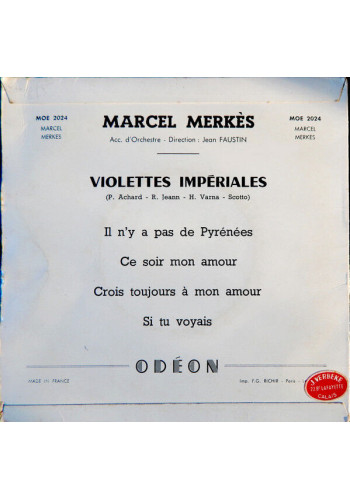 MOE 2024
MARCEL
MERKES
MARCEL MERKÈS
Acc. d'Orchestre - Direction : Jean FAUSTIN
MOE 2024
MARCEL
MERKES
VIOLETTES IMPÉRIALES
(P. Achard - R. Jeann - H. Varna - Scotto)
Il n'y a pas de Pyrénées
Ce soir mon amour
Crois toujours à mon amour
Si tu voyais
ODÉON
MADE IN FRANCE
Imp. F.G. RICHIR - Paris
J. VERBEKE
LAFAYETTE
CALAIS